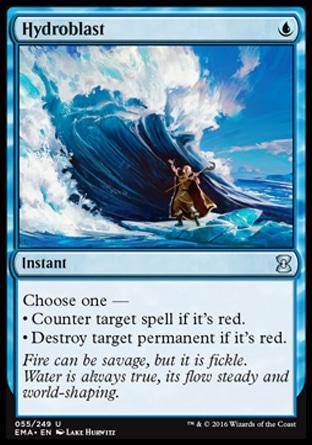 Hydroblast
Instant
Choose one —
• Counter target spell if it's red.
• Destroy target permanent if it's red.
Fire can be savage, but it is fickle.
Water is always true, its flow steady and
world-shaping.
055/249 U
EMA • EN Lake Hurwitz
™ & © 2016 Wizards of the Coast